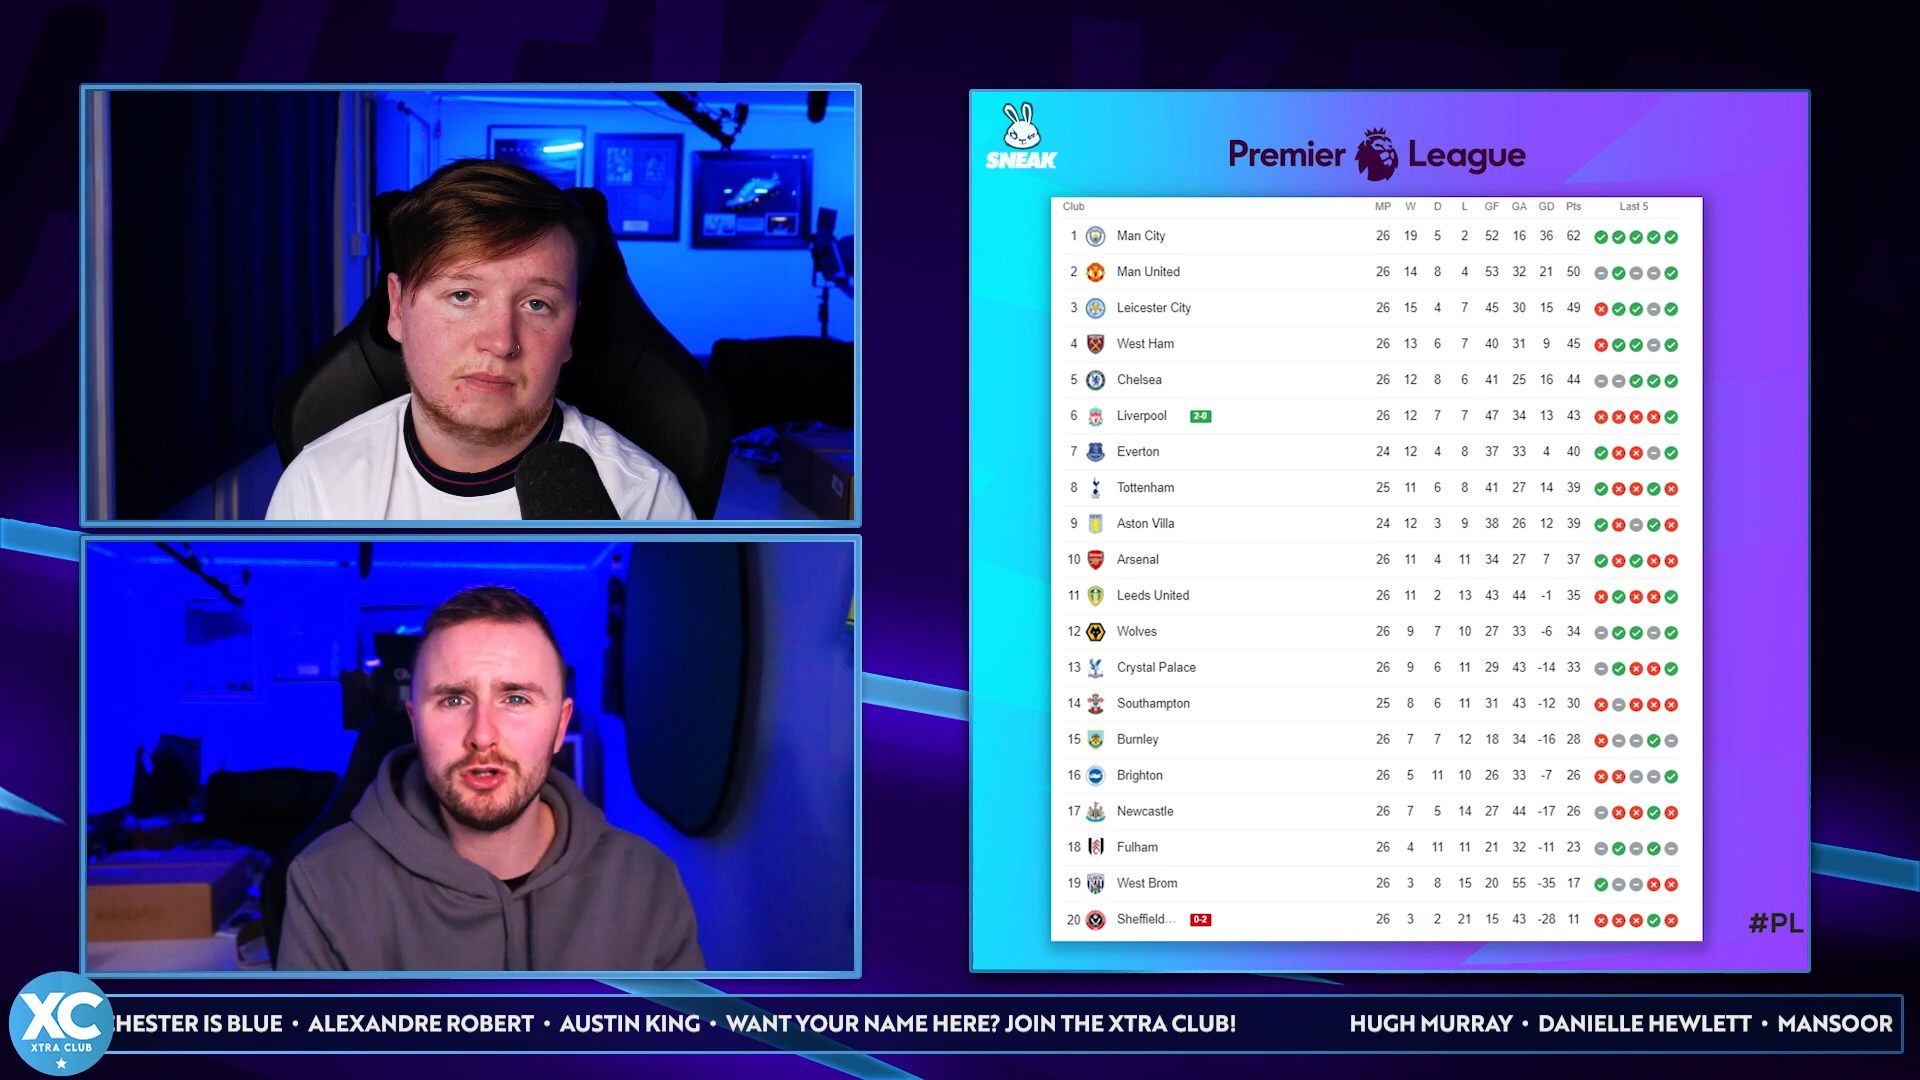 SNEAK
Premier League
Club MP W D L GF GA GD Pts Last 5
1 Man City 26 19 5 2 52 16 36 62
2 Man United 26 14 8 4 53 32 21 50
3 Leicester City 26 15 4 7 45 30 15 49
4 West Ham 26 13 6 7 40 31 9 45
5 Chelsea 26 12 8 6 41 25 16 44
6 Liverpool 2-0 26 12 7 7 47 34 13 43
7 Everton 24 12 4 8 37 33 4 40
8 Tottenham 25 11 6 8 41 27 14 39
9 Aston Villa 24 12 3 9 38 26 12 39
10 Arsenal 26 11 4 11 34 27 7 37
11 Leeds United 26 11 2 13 43 44 -1 35
12 Wolves 26 9 7 10 27 33 -6 34
13 Crystal Palace 26 9 6 11 29 43 -14 33
14 Southampton 25 8 6 11 31 43 -12 30
15 Burnley 26 7 7 12 18 34 -16 28
16 Brighton 26 5 11 10 26 33 -7 26
17 Newcastle 26 7 5 14 27 44 -17 26
18 Fulham 26 4 11 11 21 32 -11 23
19 West Brom 26 3 8 15 20 55 -35 17
20 Sheffield... 0-2 26 3 2 21 15 43 -28 11
#PL
XC
XTRA CLUB
CHESTER IS BLUE • ALEXANDRE ROBERT • AUSTIN KING • WANT YOUR NAME HERE? JOIN THE XTRA CLUB! HUGH MURRAY • DANIELLE HEWLETT • MANSOOR